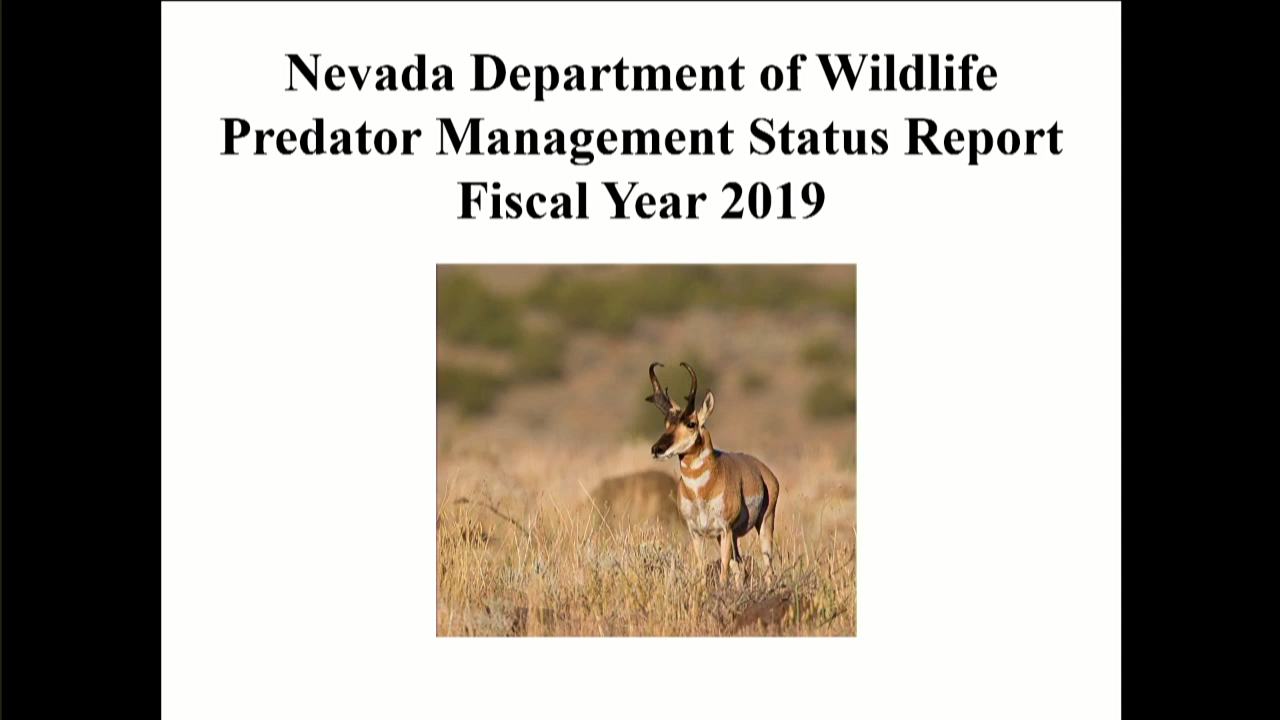 Nevada Department of Wildlife
Predator Management Status Report
Fiscal Year 2019